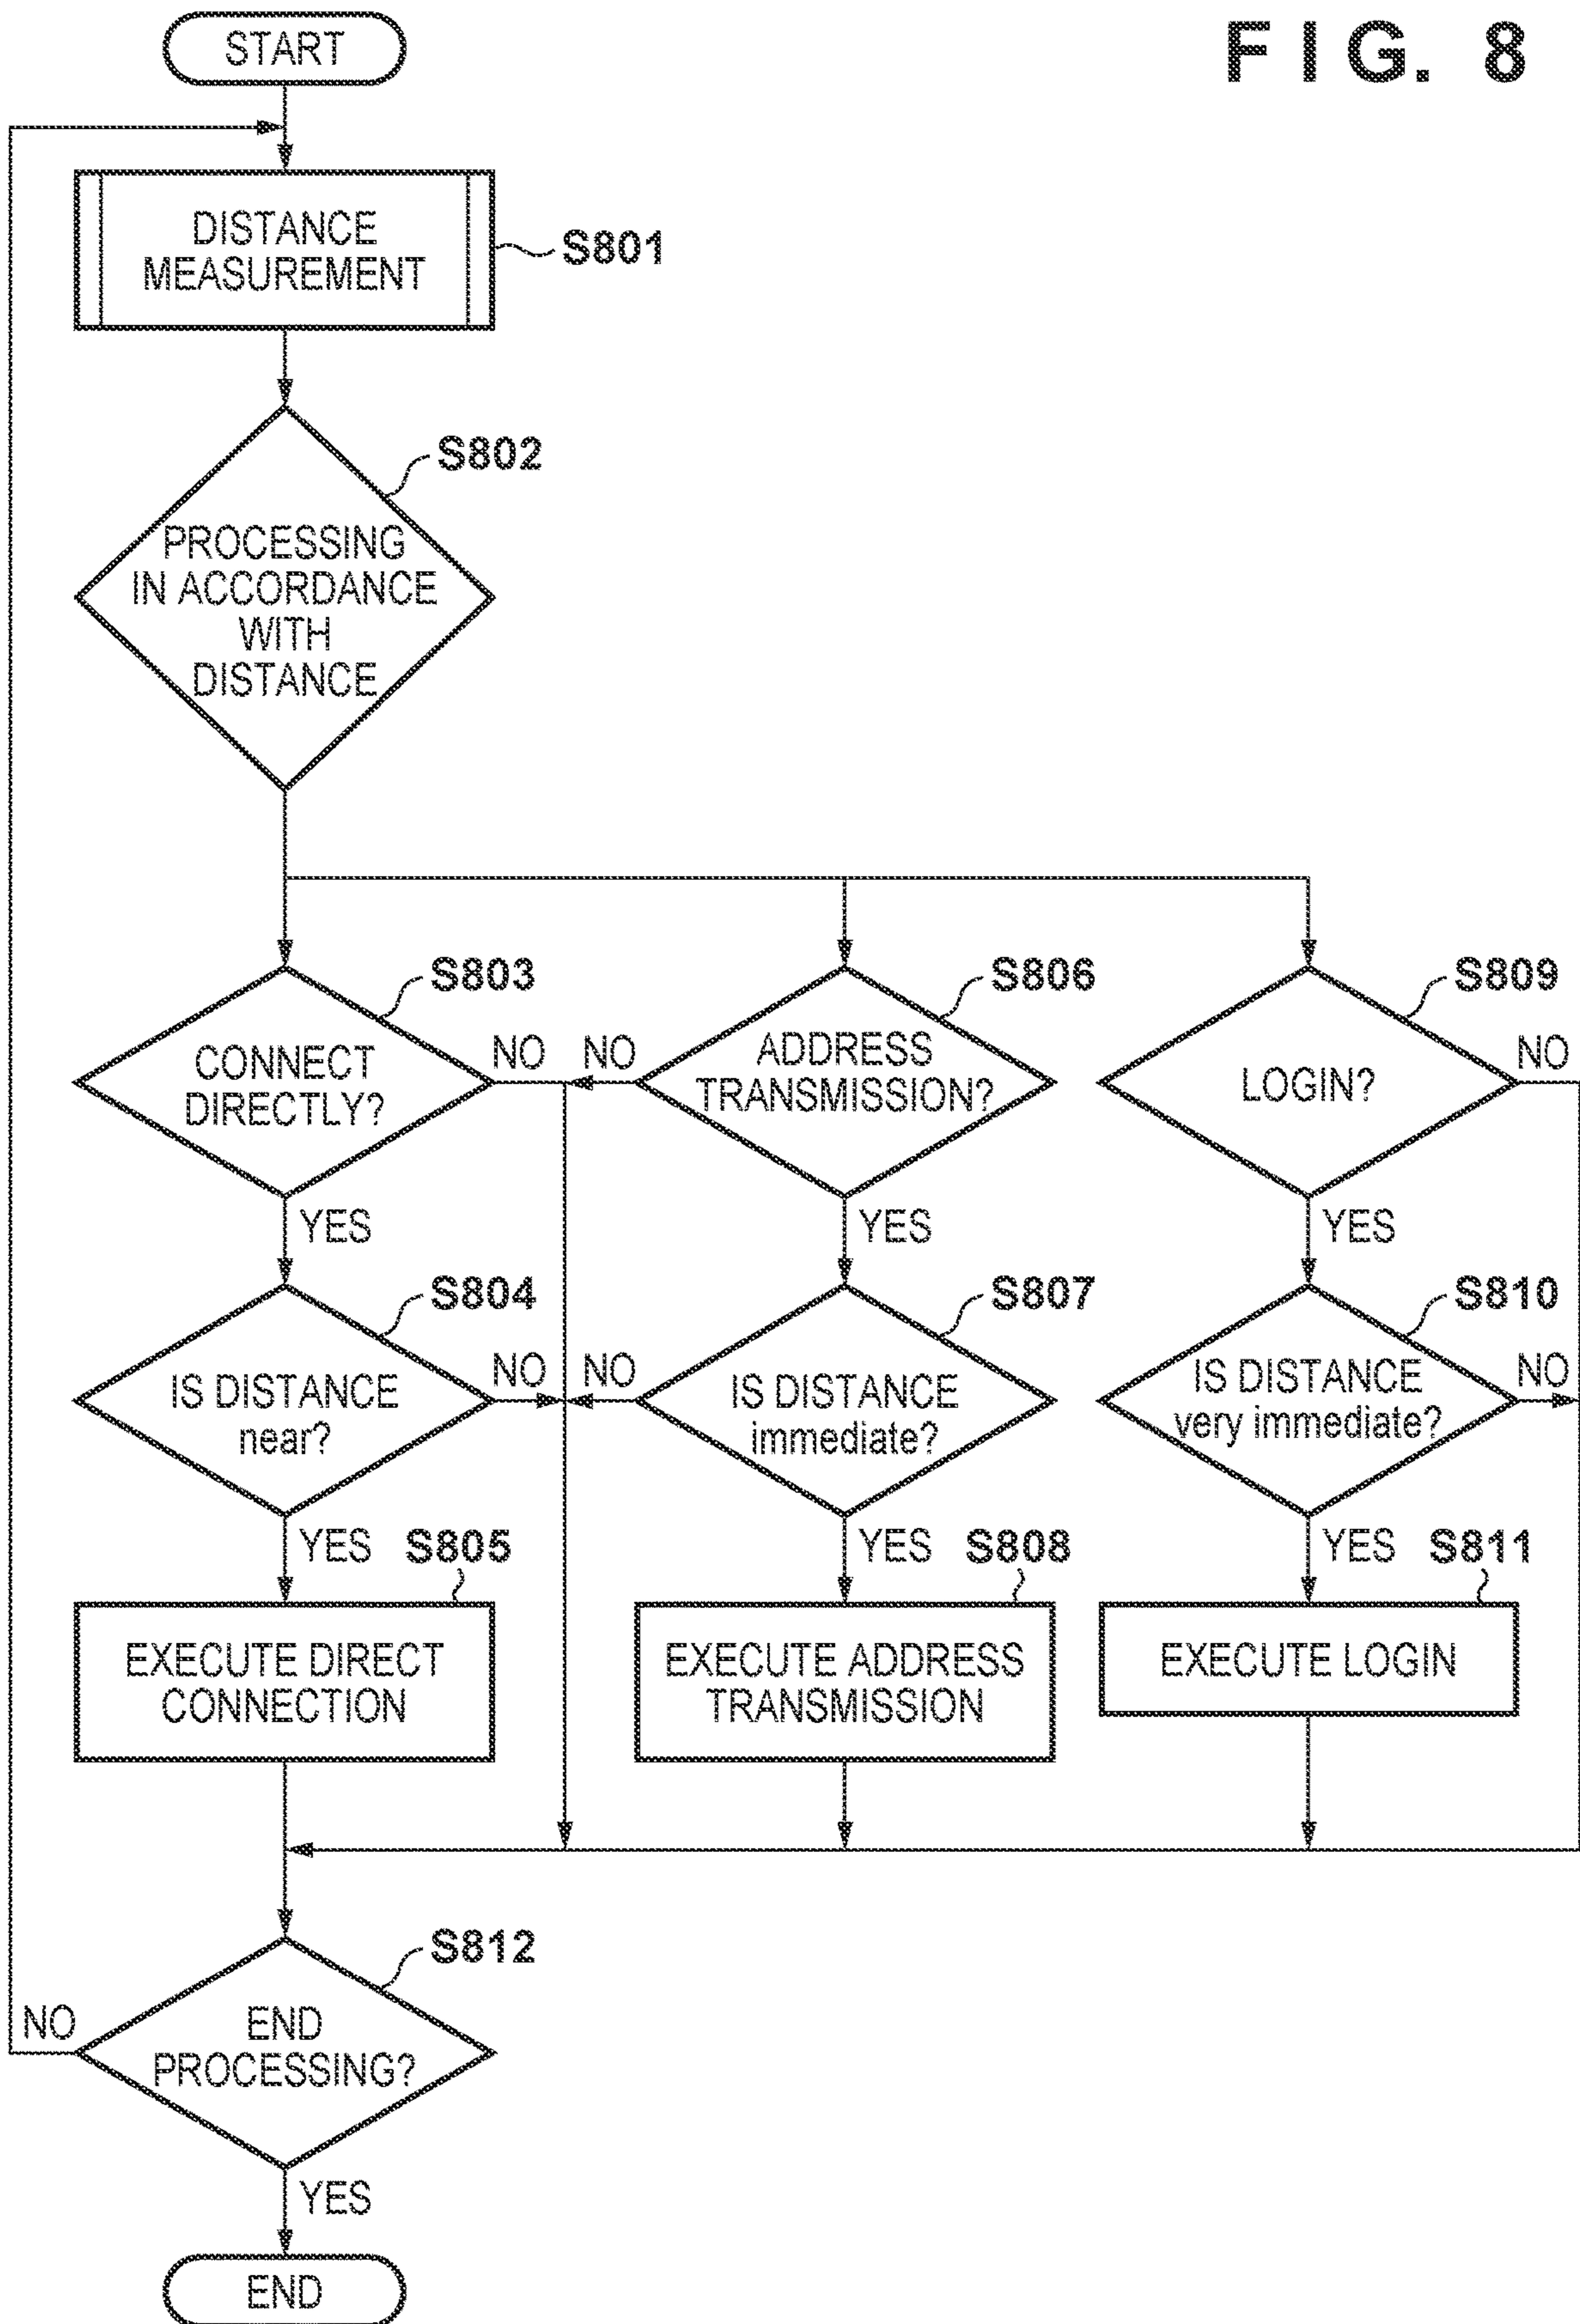 FIG. 8
START
DISTANCE
MEASUREMENT
S801
S802
PROCESSING
IN ACCORDANCE
WITH
DISTANCE
S803
CONNECT
DIRECTLY?
NO
YES
S804
IS DISTANCE
near?
NO
YES
S805
EXECUTE DIRECT
CONNECTION
S806
ADDRESS
TRANSMISSION?
NO
YES
S807
IS DISTANCE
immediate?
NO
YES
S808
EXECUTE ADDRESS
TRANSMISSION
S809
LOGIN?
NO
YES
S810
IS DISTANCE
very immediate?
NO
YES
S811
EXECUTE LOGIN
S812
END
PROCESSING?
NO
YES
END